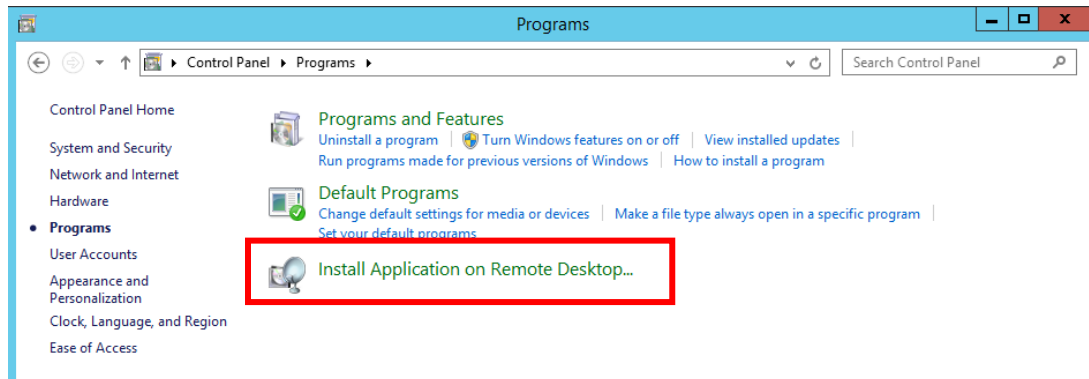 Programs
Control Panel Programs
Search Control Panel
Control Panel Home
System and Security
Network and Internet
Hardware
Programs
User Accounts
Appearance and
Personalization
Clock, Language, and Region
Ease of Access
Programs and Features
Uninstall a program Turn Windows features on or off View installed updates
Run programs made for previous versions of Windows How to install a program
Default Programs
Change default settings for media or devices Make a file type always open in a specific program
Set your default programs
Install Application on Remote Desktop...